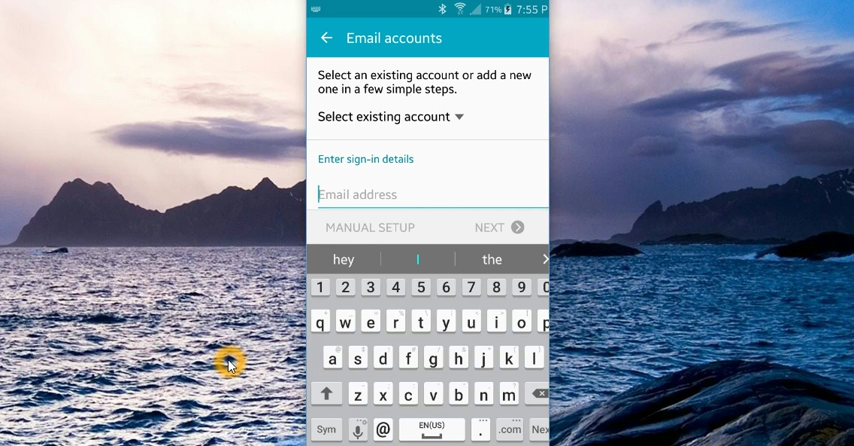 71% 7:55 P
Email accounts
Select an existing account or add a new
one in a few simple steps.
Select existing account
Enter sign-in details
Email address
MANUAL SETUP NEXT
hey I the
1 2 3 4 5 6 7 8 9 0
q w e r t y u i o p
a s d f g h j k l
z x c v b n m
Sym @ EN(US) . .com Nex